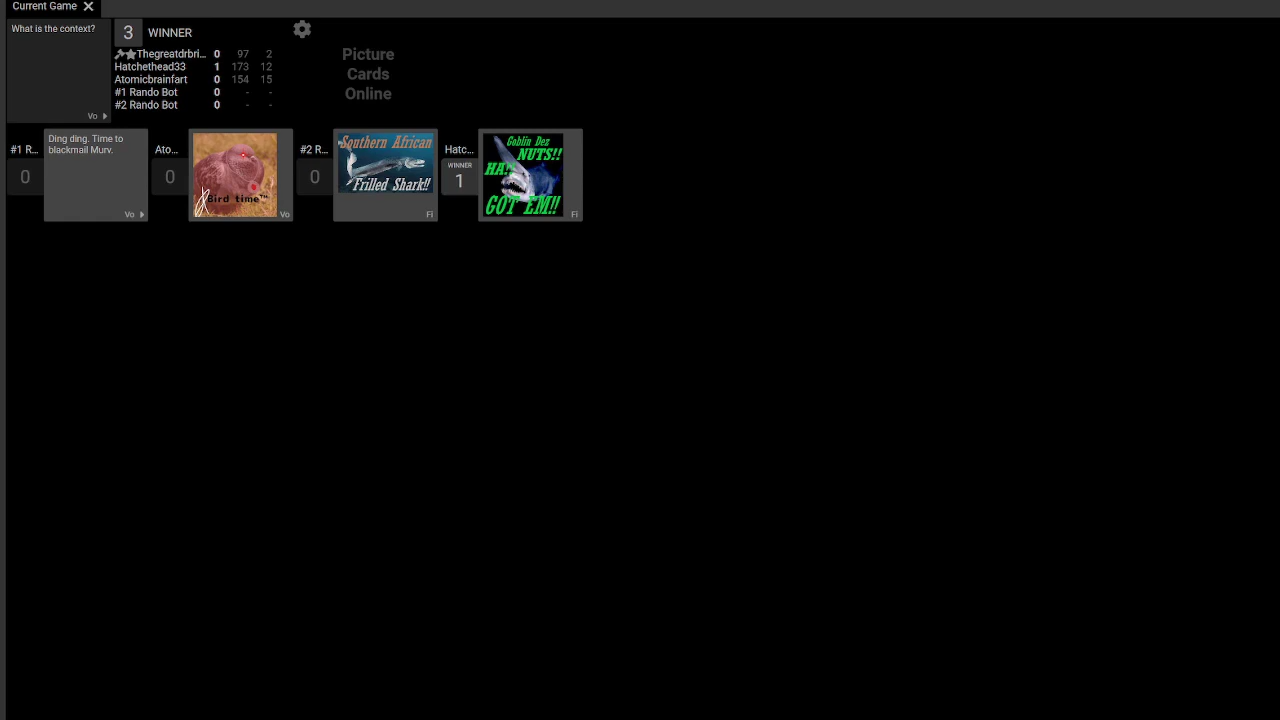 Current Game
What is the context?
Vo
3 WINNER
Thegreatdrbri... 0 97 2
Hatchethead33 1 173 12
Atomicbrainfart 0 154 15
#1 Rando Bot 0 - -
#2 Rando Bot 0 - -
Picture
Cards
Online
#1 R...
0
Ding ding. Time to
blackmail Murv.
Vo
Ato...
0
Bird time™
Vo
#2 R...
0
Southern African
Frilled Shark!!
Fi
Hatc...
WINNER
1
Goblin Dez
NUTS!!
HA!!
GOT EM!!
Fi